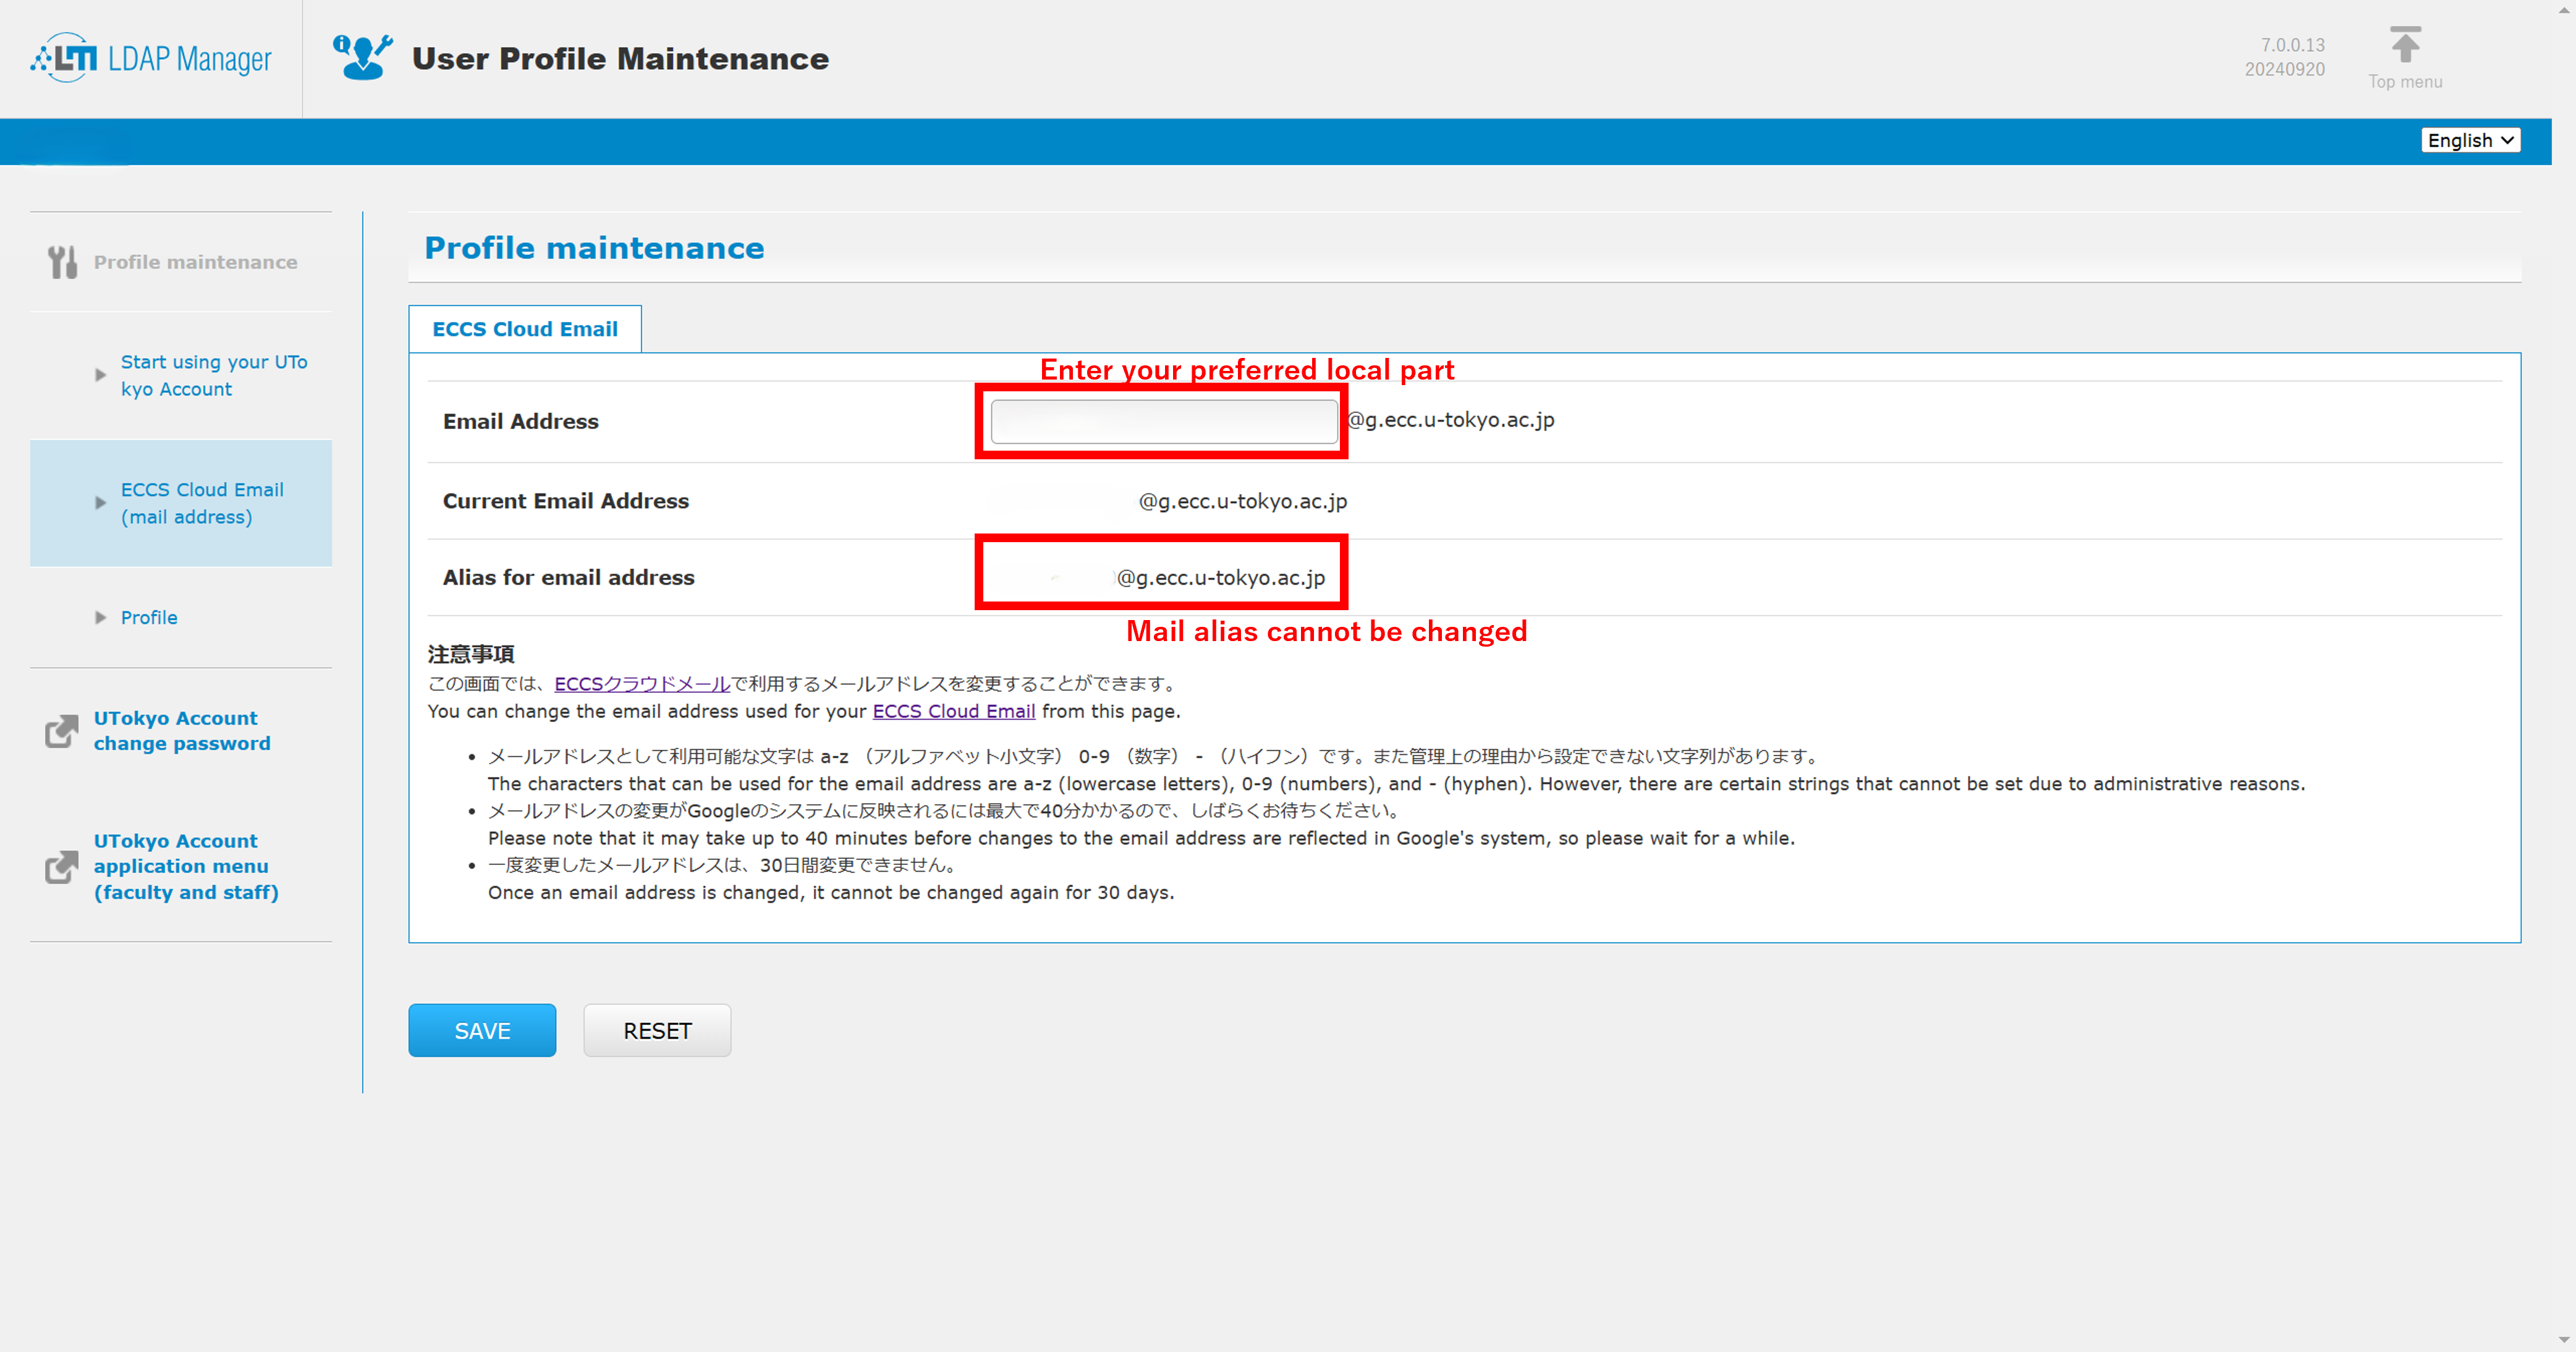 LM LDAP Manager
User Profile Maintenance
7.0.0.13
20240920
Top menu
English
Profile maintenance
Start using your UTo
kyo Account
ECCS Cloud Email
(mail address)
Profile
UTokyo Account
change password
UTokyo Account
application menu
(faculty and staff)
Profile maintenance
ECCS Cloud Email
Enter your preferred local part
Email Address @g.ecc.u-tokyo.ac.jp
Current Email Address @g.ecc.u-tokyo.ac.jp
Alias for email address @g.ecc.u-tokyo.ac.jp
Mail alias cannot be changed
注意事項
この画面では、ECCSクラウドメールで利用するメールアドレスを変更することができます。
You can change the email address used for your ECCS Cloud Email from this page.
• メールアドレスとして利用可能な文字は a-z （アルファベット小文字） 0-9 （数字） - （ハイフン）です。また管理上の理由から設定できない文字列があります。
The characters that can be used for the email address are a-z (lowercase letters), 0-9 (numbers), and - (hyphen). However, there are certain strings that cannot be set due to administrative reasons.
• メールアドレスの変更がGoogleのシステムに反映されるには最大で40分かかるので、しばらくお待ちください。
Please note that it may take up to 40 minutes before changes to the email address are reflected in Google's system, so please wait for a while.
• 一度変更したメールアドレスは、30日間変更できません。
Once an email address is changed, it cannot be changed again for 30 days.
SAVE
RESET